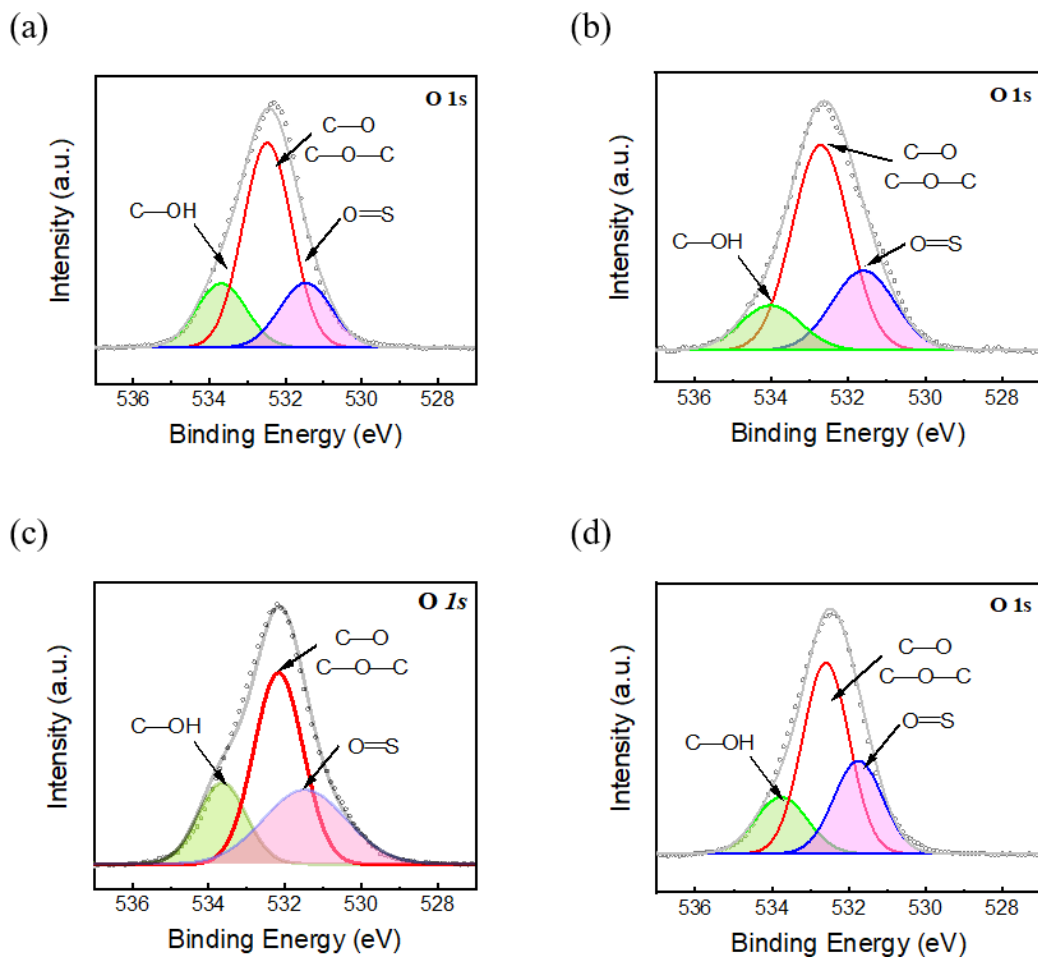 (a)
O 1s
C—O
C—O—C
C—OH
O=S
Intensity (a.u.)
536 534 532 530 528
Binding Energy (eV)
(b)
O 1s
C—O
C—O—C
C—OH
O=S
Intensity (a.u.)
536 534 532 530 528
Binding Energy (eV)
(c)
O 1s
C—O
C—O—C
C—OH
O=S
Intensity (a.u.)
536 534 532 530 528
Binding Energy (eV)
(d)
O 1s
C—O
C—O—C
O=S
C—OH
Intensity (a.u.)
536 534 532 530 528
Binding Energy (eV)